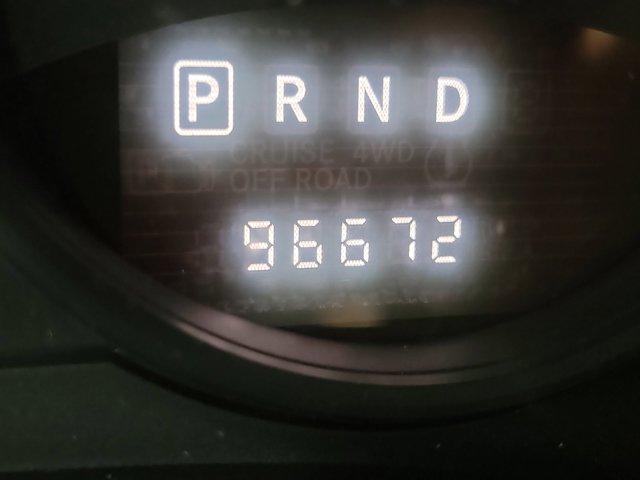 P R N D
CRUISE 4WD
OFF ROAD
96672